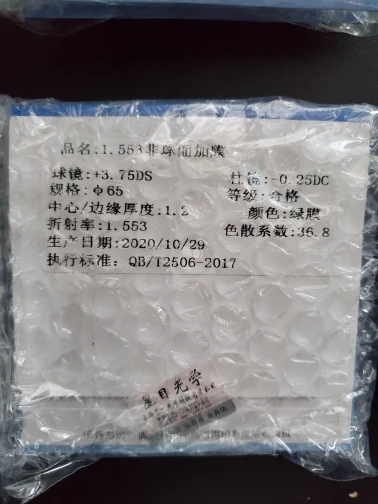 品名:1.553非球面加膜
球镜:+3.75DS 柱镜:-0.25DC
规格:Φ65 等级:合格
中心/边缘厚度:1.2 颜色:绿膜
折射率:1.553 色散系数:36.8
生产日期:2020/10/29
执行标准: QB/T2506-2017
目光学